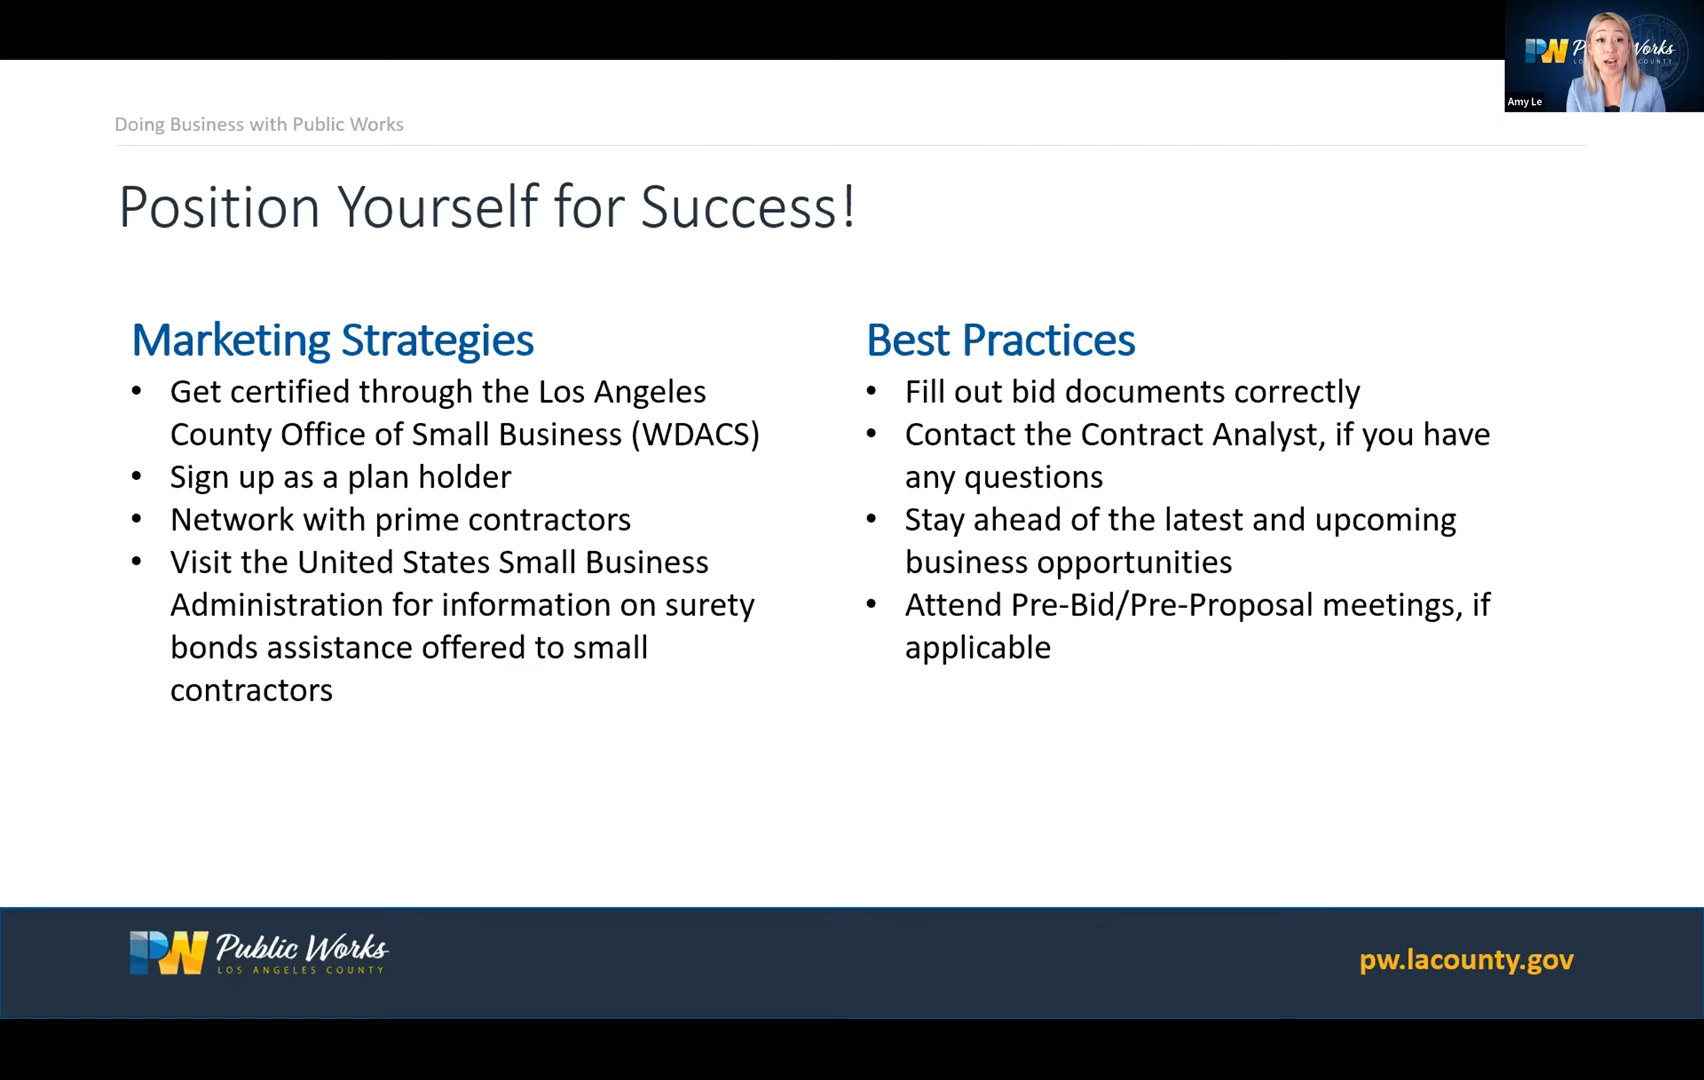 Doing Business with Public Works
Position Yourself for Success!
Marketing Strategies
• Get certified through the Los Angeles
County Office of Small Business (WDACS)
• Sign up as a plan holder
• Network with prime contractors
• Visit the United States Small Business
Administration for information on surety
bonds assistance offered to small
contractors
Best Practices
• Fill out bid documents correctly
• Contact the Contract Analyst, if you have
any questions
• Stay ahead of the latest and upcoming
business opportunities
• Attend Pre-Bid/Pre-Proposal meetings, if
applicable
PW Public Works
LOS ANGELES COUNTY
pw.lacounty.gov
PW
Works
COUNTY
Amy Le